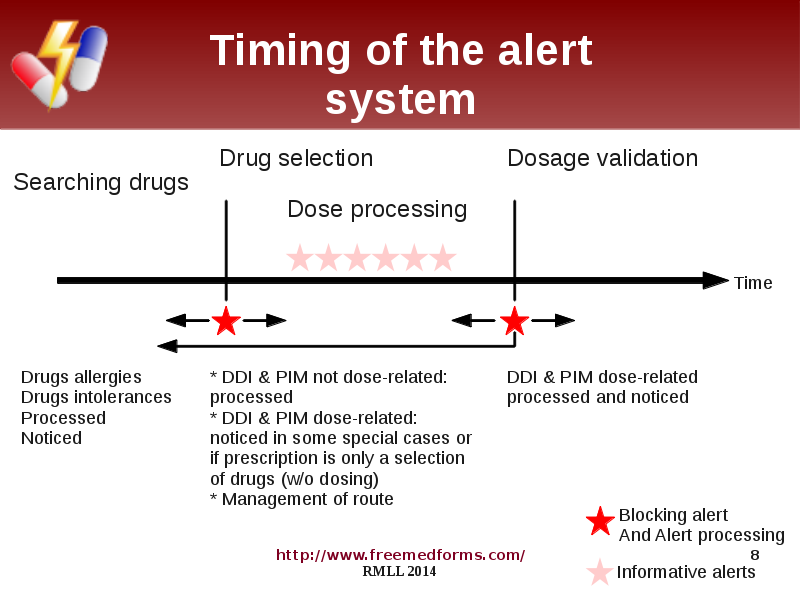 Timing of the alert
system
Searching drugs
Drug selection
Dose processing
Dosage validation
Time
Drugs allergies
Drugs intolerances
Processed
Noticed
* DDI & PIM not dose-related:
processed
* DDI & PIM dose-related:
noticed in some special cases or
if prescription is only a selection
of drugs (w/o dosing)
* Management of route
DDI & PIM dose-related
processed and noticed
Blocking alert
And Alert processing
Informative alerts
http://www.freemedforms.com/
RMLL 2014
8